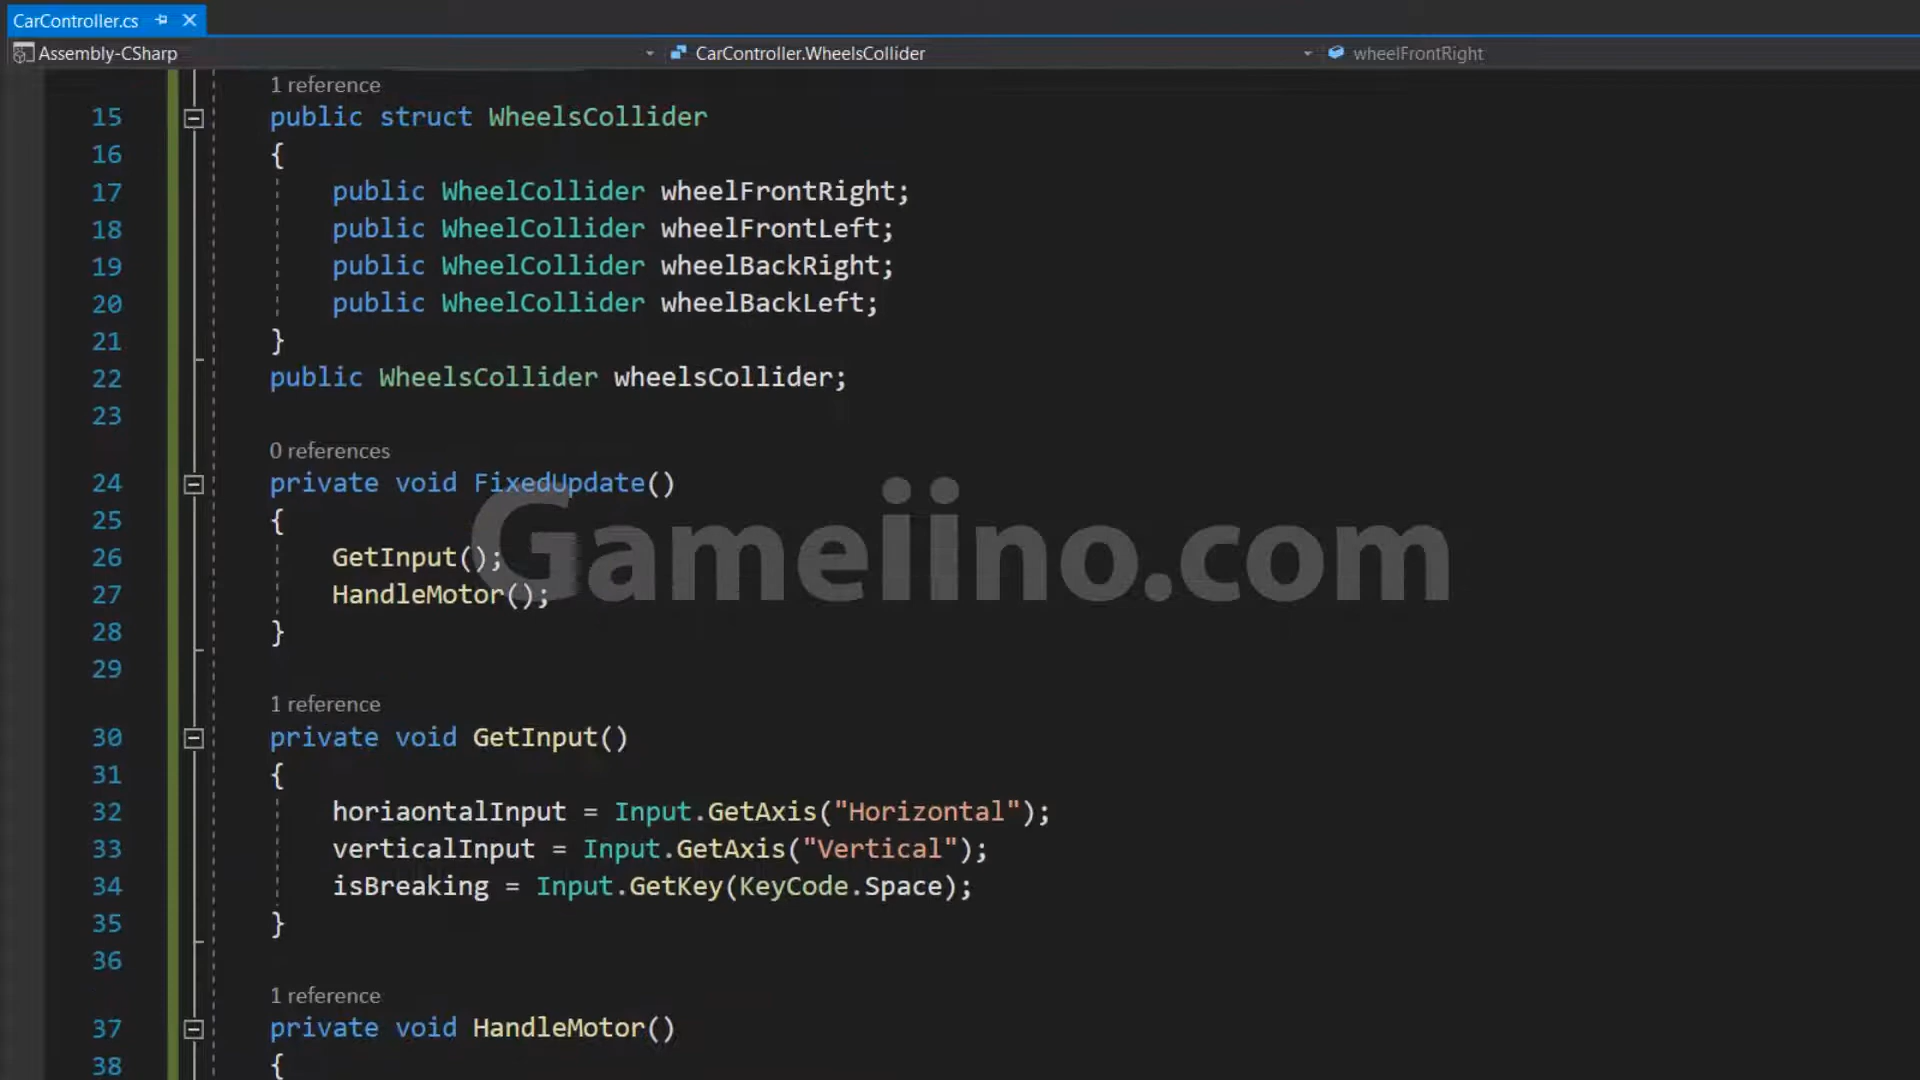 CarController.cs
Assembly-CSharp CarController.WheelsCollider wheelFrontRight
1 reference
15 public struct WheelsCollider
16 {
17 public WheelCollider wheelFrontRight;
18 public WheelCollider wheelFrontLeft;
19 public WheelCollider wheelBackRight;
20 public WheelCollider wheelBackLeft;
21 }
22 public WheelsCollider wheelsCollider;
23
0 references
24 private void FixedUpdate()
25 {
26 GetInput();
27 HandleMotor();
Gameiino.com
28 }
29
1 reference
30 private void GetInput()
31 {
32 horiaontalInput = Input.GetAxis("Horizontal");
33 verticalInput = Input.GetAxis("Vertical");
34 isBreaking = Input.GetKey(KeyCode.Space);
35 }
36
1 reference
37 private void HandleMotor()
38 {